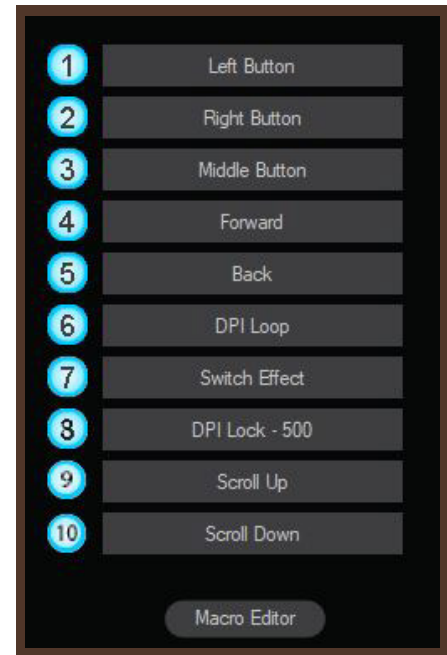 1 Left Button
2 Right Button
3 Middle Button
4 Forward
5 Back
6 DPI Loop
7 Switch Effect
8 DPI Lock - 500
9 Scroll Up
10 Scroll Down
Macro Editor